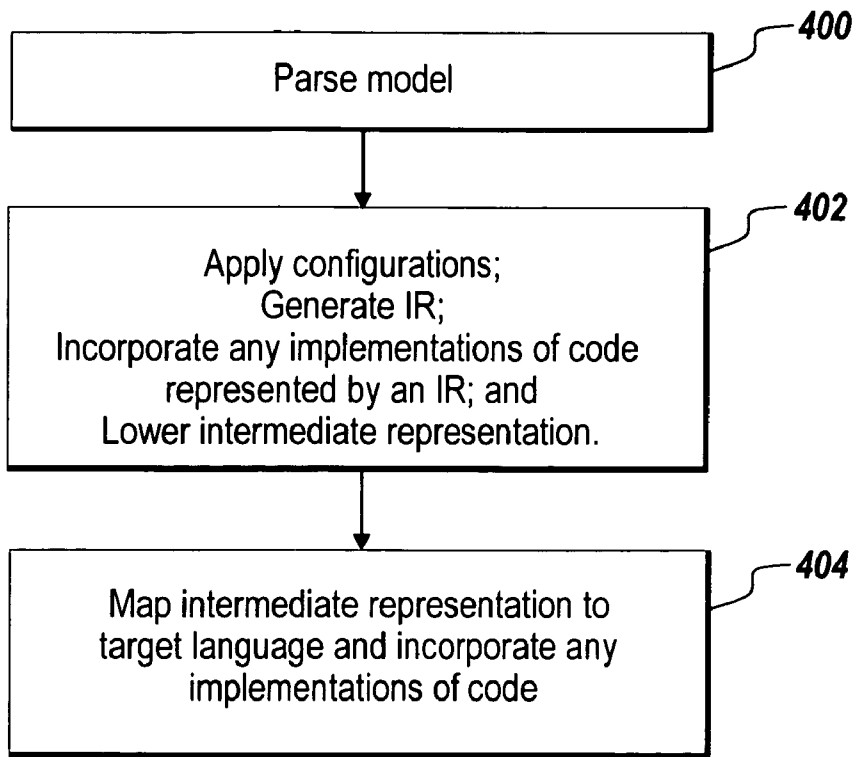 400
Parse model
402
Apply configurations;
Generate IR;
Incorporate any implementations of code
represented by an IR; and
Lower intermediate representation.
404
Map intermediate representation to
target language and incorporate any
implementations of code